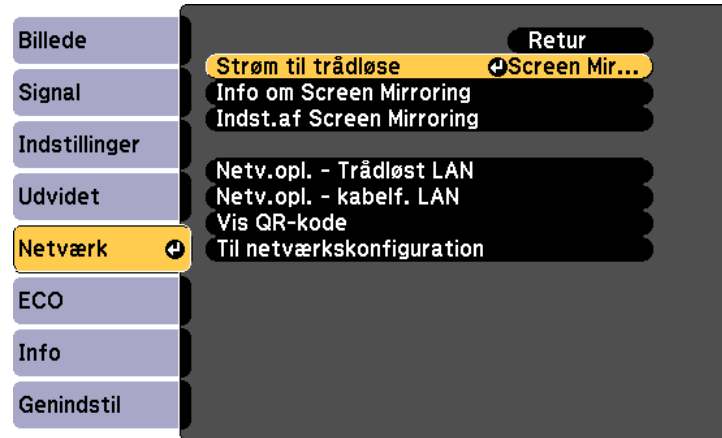 Billede
Signal
Indstillinger
Udvidet
Netværk
ECO
Info
Genindstil
Retur
Strøm til trådløse Screen Mir...
Info om Screen Mirroring
Indst.af Screen Mirroring
Netv.opl. - Trådløst LAN
Netv.opl. - kabelf. LAN
Vis QR-kode
Til netværkskonfiguration